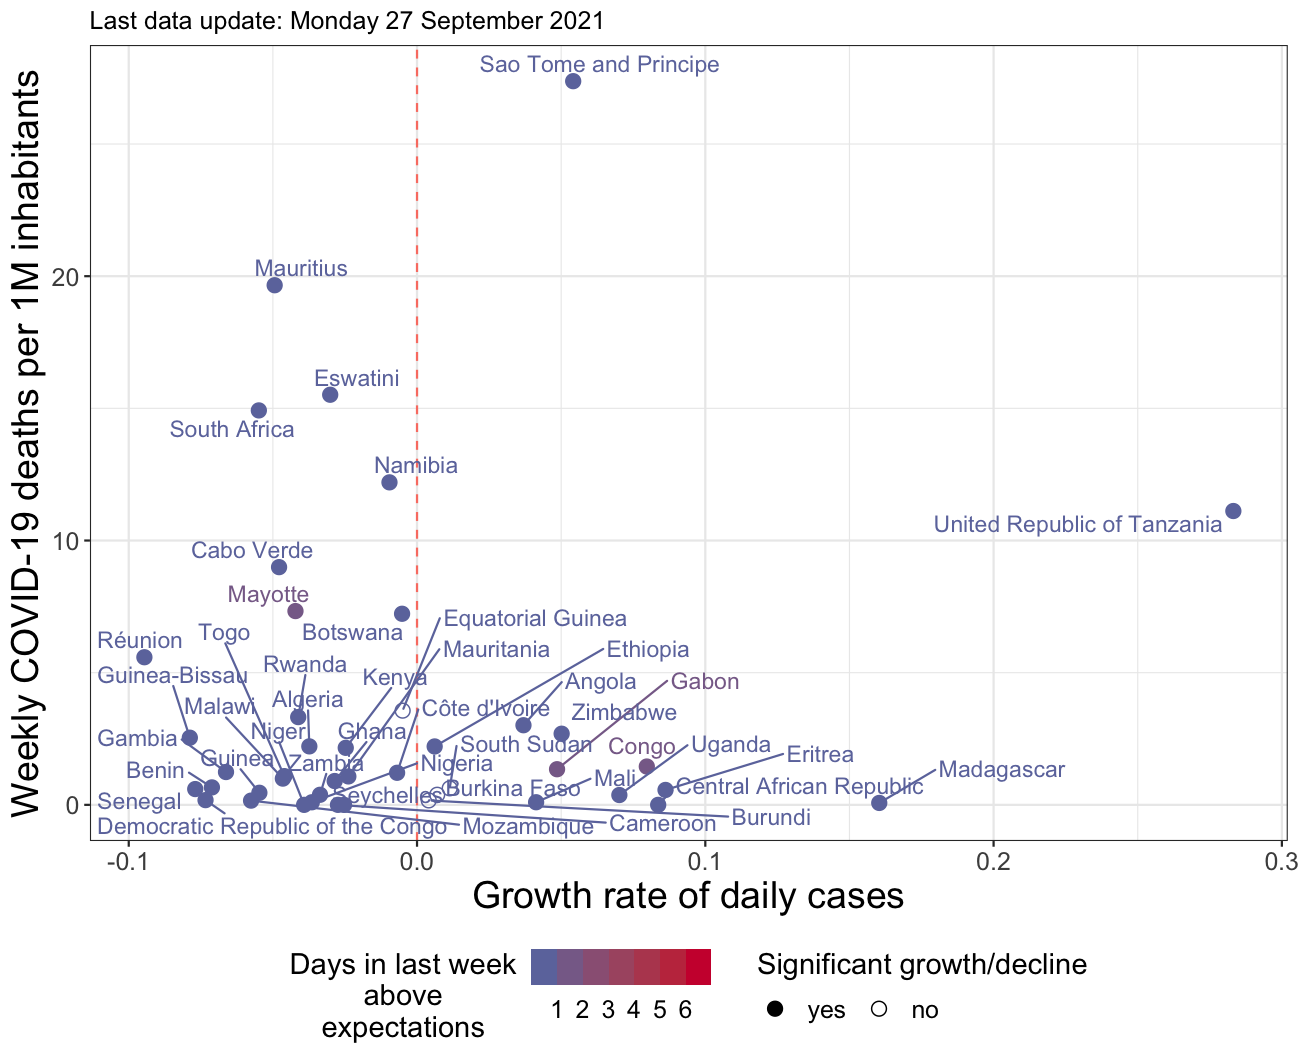 Last data update: Monday 27 September 2021
Weekly COVID-19 deaths per 1M inhabitants
20
10
0
Sao Tome and Principe
Mauritius
Eswatini
South Africa
Namibia
United Republic of Tanzania
Cabo Verde
Mayotte
Equatorial Guinea
Togo
Botswana
Réunion
Mauritania
Ethiopia
Rwanda
Guinea-Bissau
Kenya
Angola
Gabon
Algeria
Malawi
Côte d'Ivoire
Zimbabwe
Niger
Ghana
Gambia
South Sudan
Congo
Uganda
Guinea
Eritrea
Zambia
Nigeria
Benin
Madagascar
Mali
Central African Republic
Burkina Faso
Seychelles
Senegal
Burundi
Democratic Republic of the Congo
Mozambique
Cameroon
-0.1
0.0
0.1
0.2
0.3
Growth rate of daily cases
Days in last week
above
expectations
1 2 3 4 5 6
Significant growth/decline
yes
no